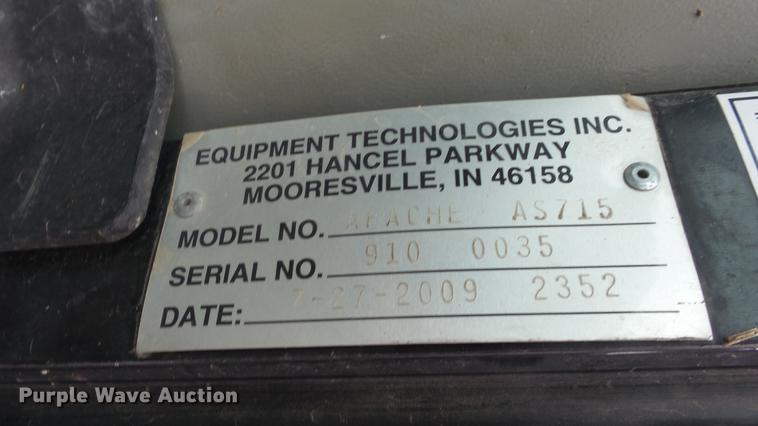 EQUIPMENT TECHNOLOGIES INC.
2201 HANCEL PARKWAY
MOORESVILLE, IN 46158
MODEL NO. APACHE AS715
SERIAL NO. 910 0035
DATE: 7-27-2009 2352
Purple Wave Auction